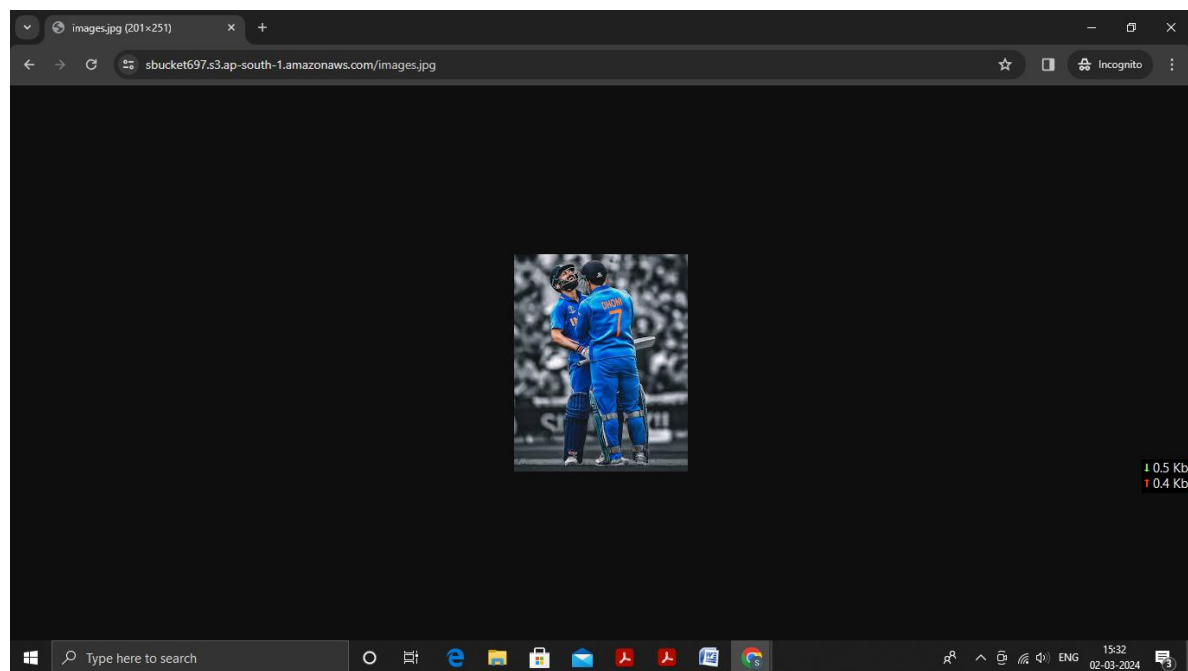 images.jpg (201×251)
sbucket697.s3.ap-south-1.amazonaws.com/images.jpg
Incognito
DHONI
7
↓ 0.5 Kb
↑ 0.4 Kb
Type here to search
ENG
15:32
02-03-2024
3